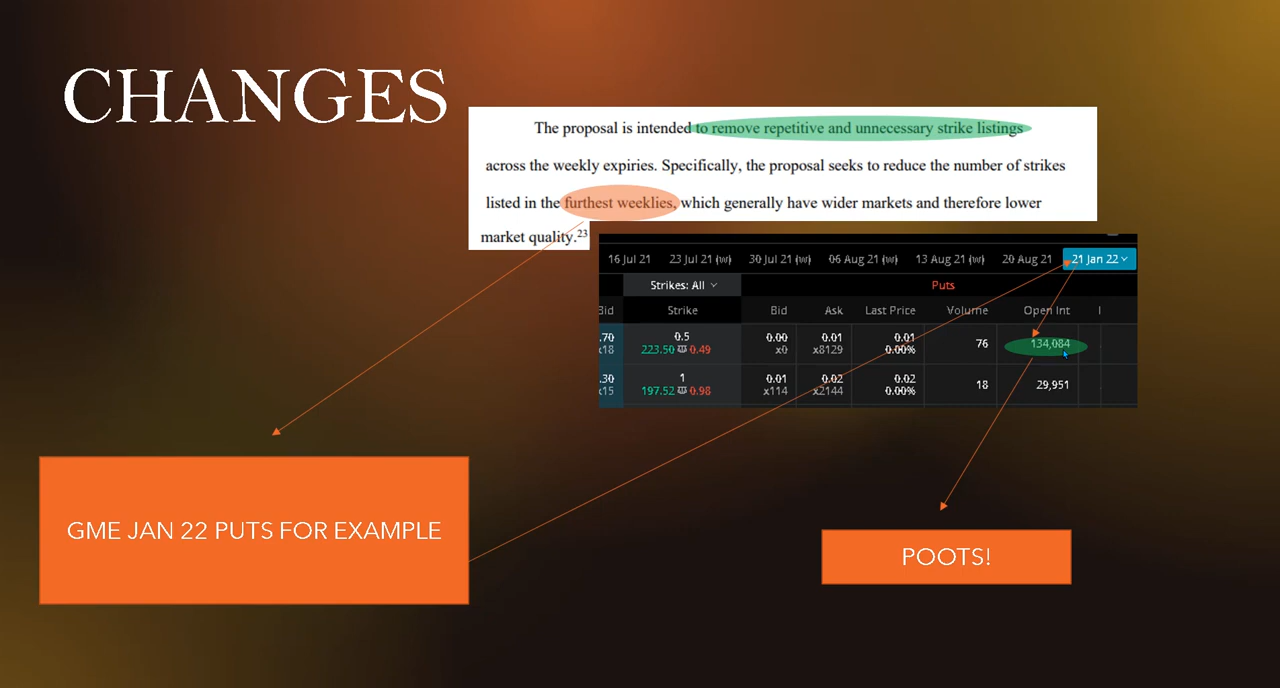 CHANGES
The proposal is intended to remove repetitive and unnecessary strike listings
across the weekly expiries. Specifically, the proposal seeks to reduce the number of strikes
listed in the furthest weeklies, which generally have wider markets and therefore lower
market quality.23
16 Jul 21 23 Jul 21 (w) 30 Jul 21 (w) 06 Aug 21 (w) 13 Aug 21 (w) 20 Aug 21 21 Jan 22
Strikes: All Puts
Bid Strike Bid Ask Last Price Volume Open Int
.70 0.5 0.00 0.01 0.01 76 134,084
x18 223.50 0.49 x0 x8129 0.00%
.30 1 0.01 0.02 0.02 18 29,951
x15 197.52 0.98 x114 x2144 0.00%
GME JAN 22 PUTS FOR EXAMPLE
POOTS!